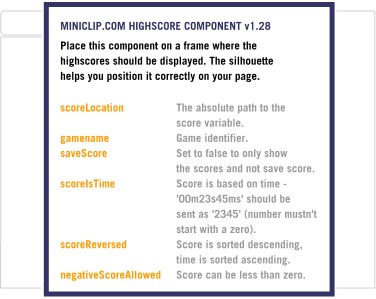 MINICLIP.COM HIGHSCORE COMPONENT v1.28
Place this component on a frame where the
highscores should be displayed. The silhouette
helps you position it correctly on your page.
scoreLocation The absolute path to the
score variable.
gamename Game identifier.
saveScore Set to false to only show
the scores and not save score.
scoreIsTime Score is based on time -
'00m23s45ms' should be
sent as '2345' (number mustn't
start with a zero).
scoreReversed Score is sorted descending,
time is sorted ascending.
negativeScoreAllowed Score can be less than zero.